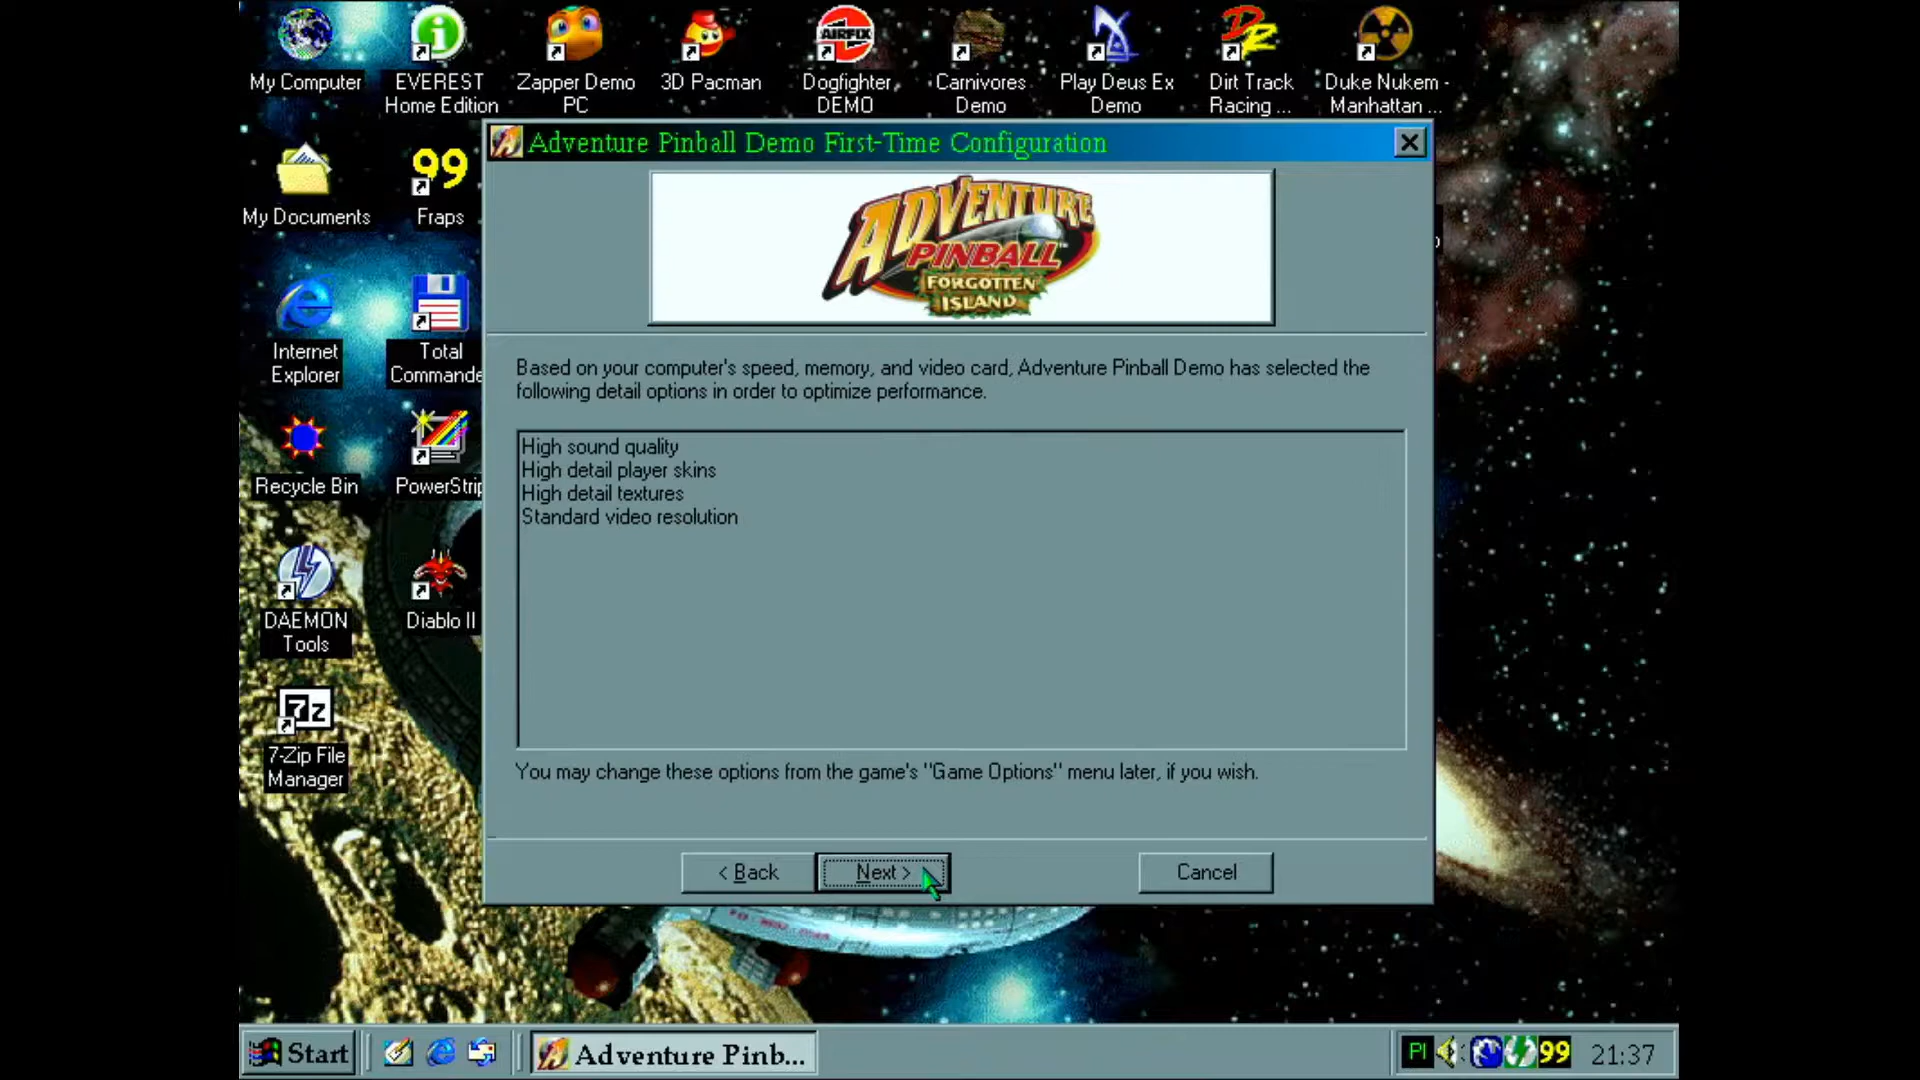 My Computer
EVEREST
Home Edition
Zapper Demo
PC
3D Pacman
AIRFIX
Dogfighter
DEMO
Carnivores
Demo
Play Deus Ex
Demo
Dirt Track
Racing ...
Duke Nukem -
Manhattan ...
Adventure Pinball Demo First-Time Configuration
My Documents
99
Fraps
ADVENTURE
PINBALL™
FORGOTTEN
ISLAND
Internet
Explorer
Total
Commande
Based on your computer's speed, memory, and video card, Adventure Pinball Demo has selected the
following detail options in order to optimize performance.
High sound quality
High detail player skins
High detail textures
Standard video resolution
Recycle Bin
PowerStrip
DAEMON
Tools
Diablo II
7z
7-Zip File
Manager
You may change these options from the game's "Game Options" menu later, if you wish.
< Back
Next >
Cancel
Start
Adventure Pinb...
Pl
99
21:37